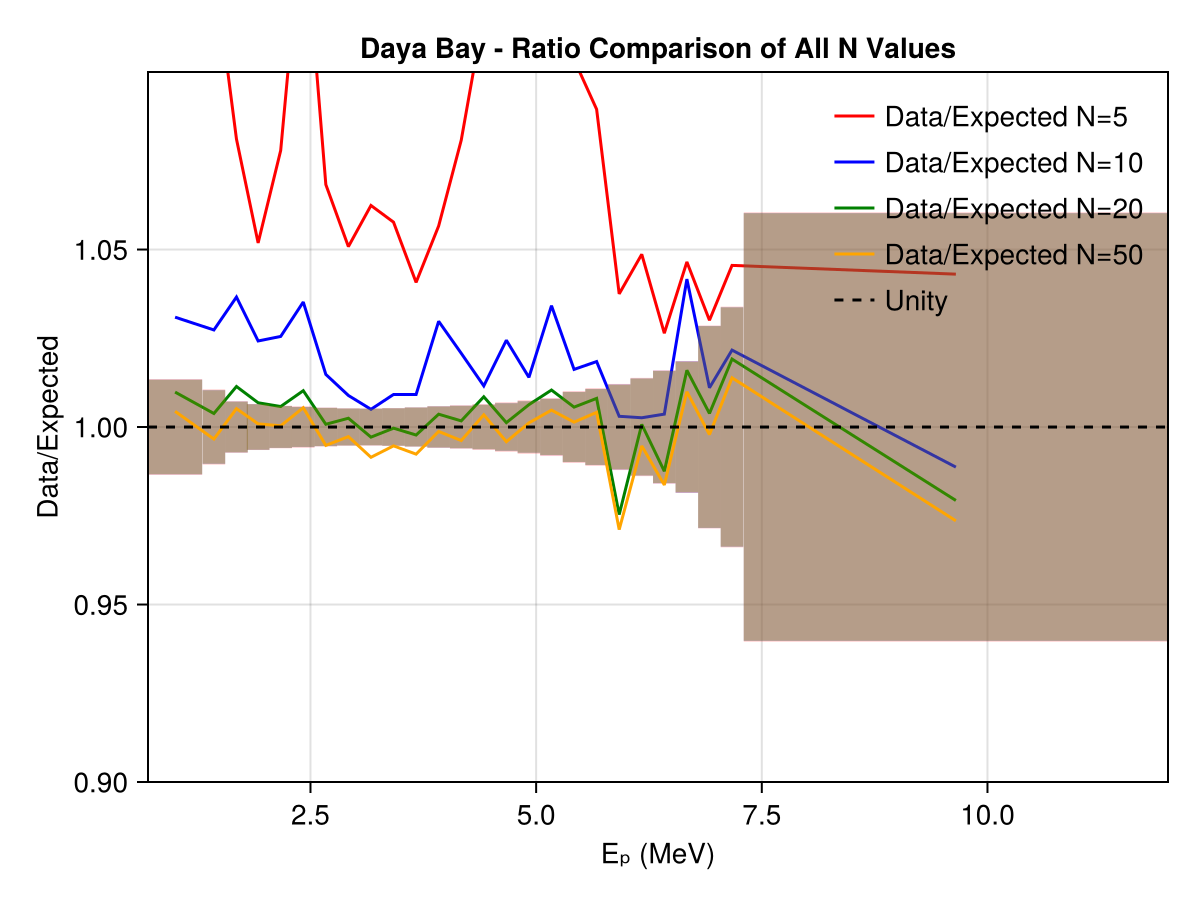 Daya Bay - Ratio Comparison of All N Values
Data/Expected N=5
Data/Expected N=10
Data/Expected N=20
Data/Expected N=50
Unity
Data/Expected
1.05
1.00
0.95
0.90
2.5
5.0
7.5
10.0
Eₚ (MeV)